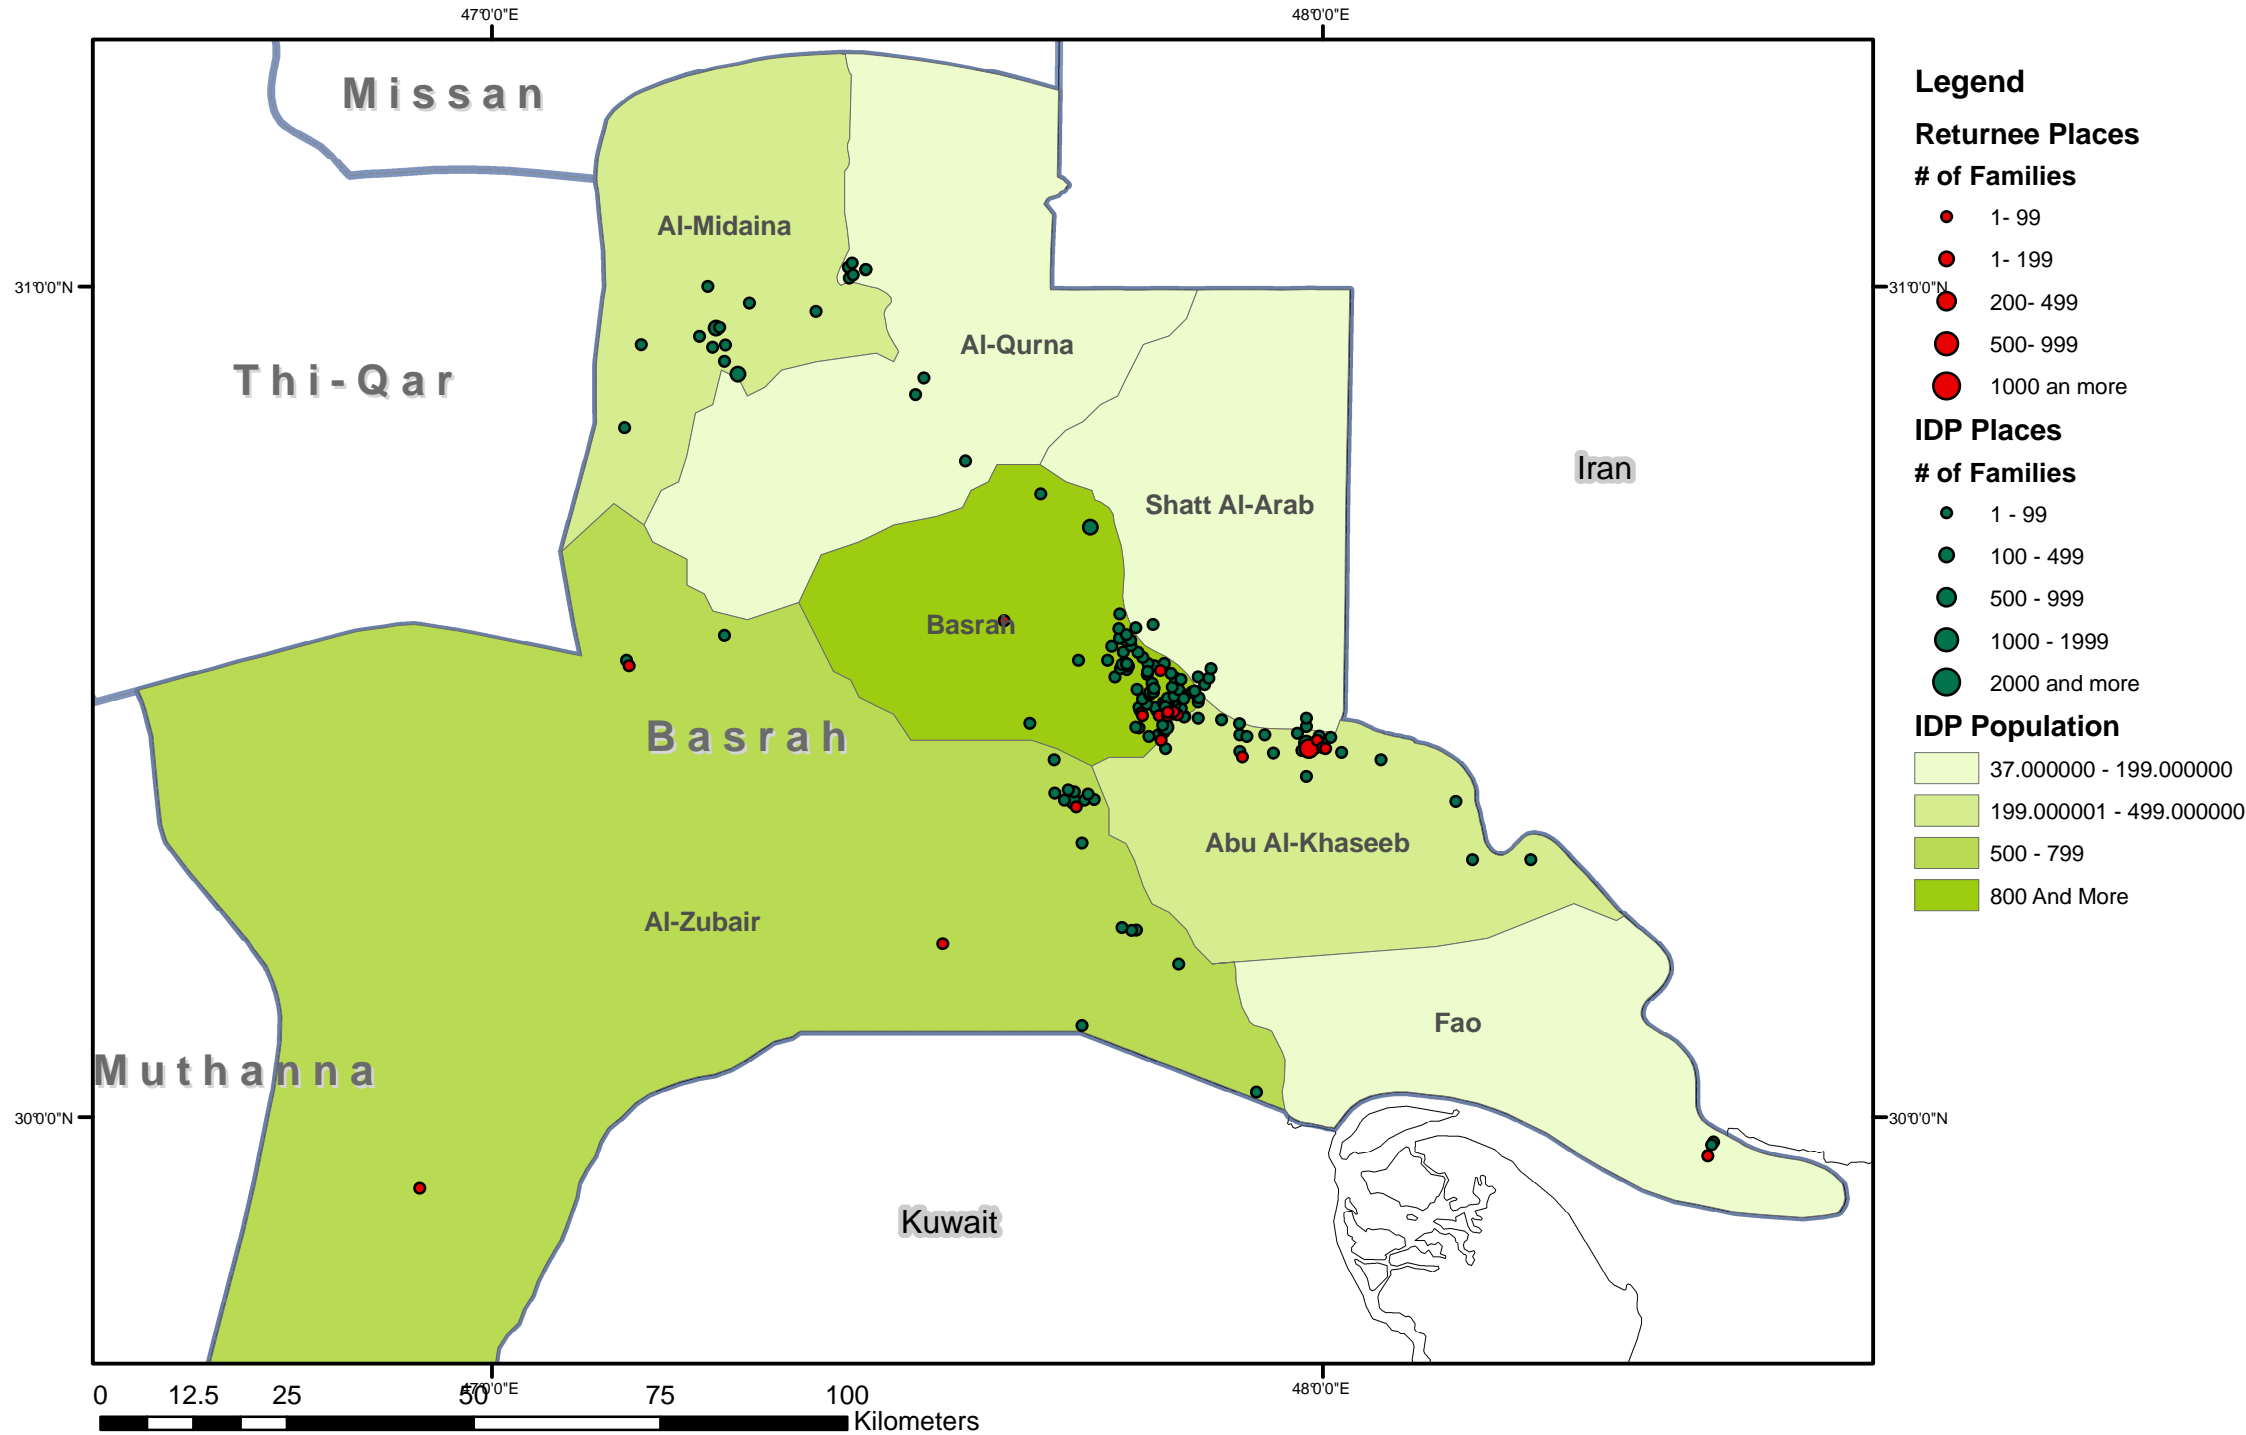 47°0'0"E
48°0'0"E
Missan
Al-Midaina
31°0'0"N
31°0'0"N
Al-Qurna
Thi-Qar
Iran
Shatt Al-Arab
Basrah
Basrah
Abu Al-Khaseeb
Al-Zubair
Fao
Muthanna
30°0'0"N
30°0'0"N
Kuwait
47°0'0"E
48°0'0"E
0 12.5 25 50 75 100
Kilometers
Legend
Returnee Places
# of Families
1- 99
1- 199
200- 499
500- 999
1000 an more
IDP Places
# of Families
1 - 99
100 - 499
500 - 999
1000 - 1999
2000 and more
IDP Population
37.000000 - 199.000000
199.000001 - 499.000000
500 - 799
800 And More